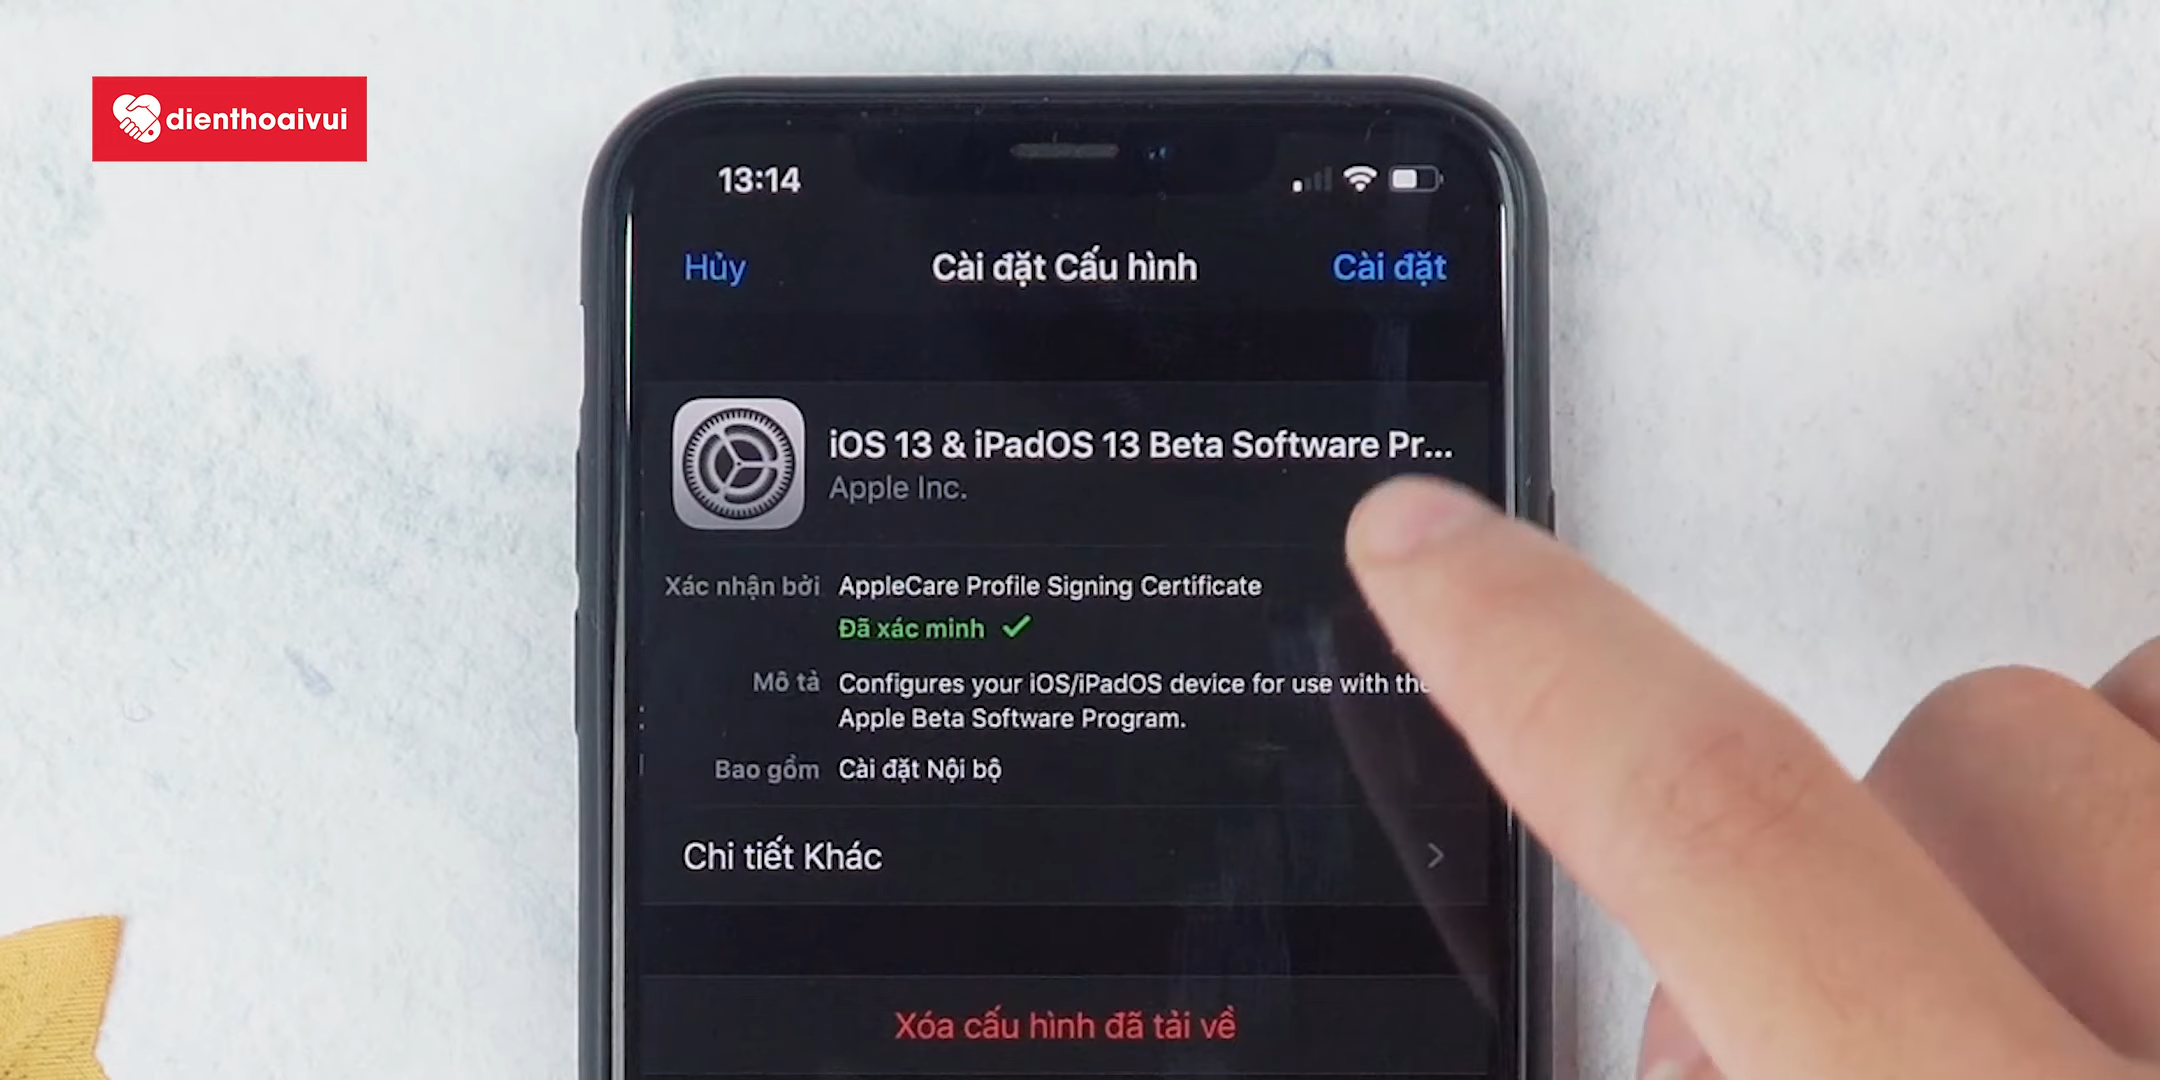 dienthoaivui
13:14
Hủy
Cài đặt Cấu hình
Cài đặt
iOS 13 & iPadOS 13 Beta Software Pr...
Apple Inc.
Xác nhận bởi AppleCare Profile Signing Certificate
Đã xác minh
Mô tả Configures your iOS/iPadOS device for use with the
Apple Beta Software Program.
Bao gồm Cài đặt Nội bộ
Chi tiết Khác
Xóa cấu hình đã tải về